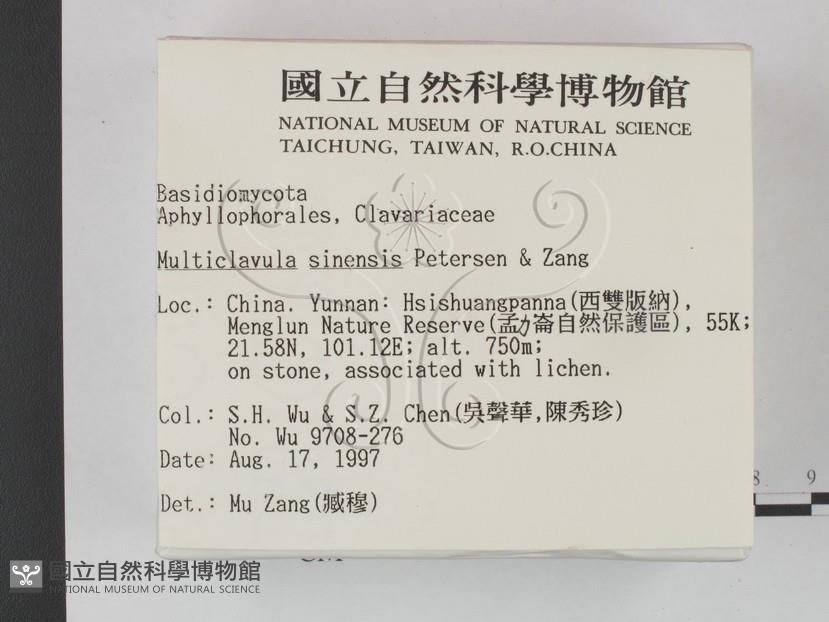 國立自然科學博物館
NATIONAL MUSEUM OF NATURAL SCIENCE
TAICHUNG, TAIWAN, R.O.CHINA
Basidiomycota
Aphyllophorales, Clavariaceae
Multiclavula sinensis Petersen & Zang
Loc.: China. Yunnan: Hsishuangpanna(西雙版納),
Menglun Nature Reserve(孟力崙自然保護區), 55K;
21.58N, 101.12E; alt. 750m;
on stone, associated with lichen.
Col.: S.H. Wu & S.Z. Chen(吳聲華,陳秀珍)
No. Wu 9708-276
Date: Aug. 17, 1997
Det.: Mu Zang(臧穆)
8 9
國立自然科學博物館
NATIONAL MUSEUM OF NATURAL SCIENCE